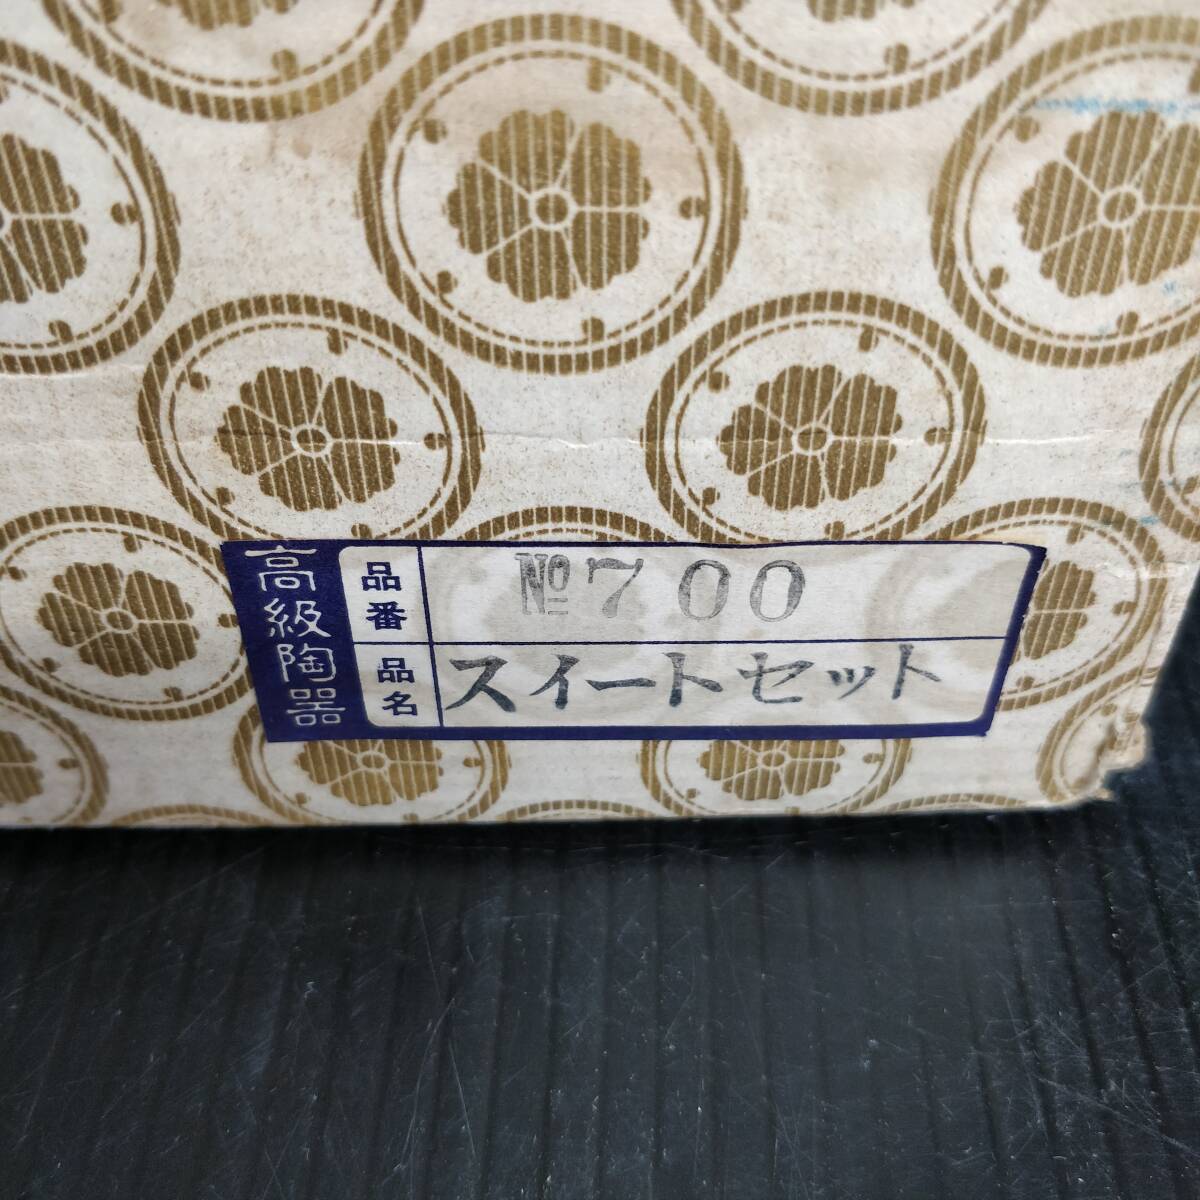 高級陶器
品番 №700
品名 スイートセット